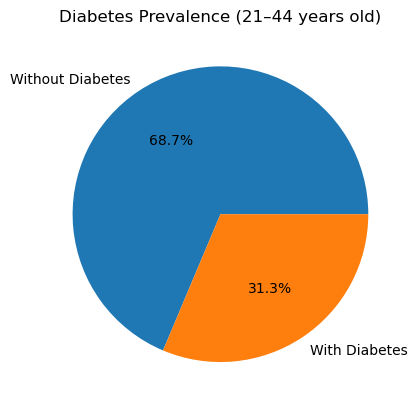 Diabetes Prevalence (21–44 years old)
Without Diabetes
68.7%
31.3%
With Diabetes